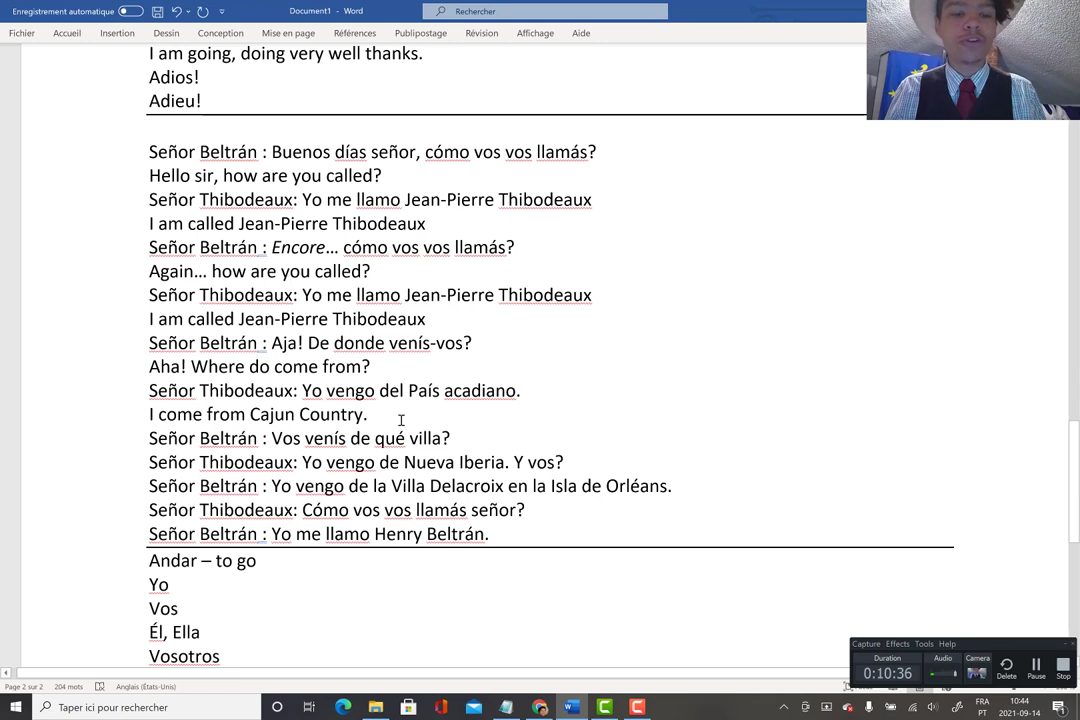 Enregistrement automatique
Document1 - Word
Rechercher
Fichier Accueil Insertion Dessin Conception Mise en page Références Publipostage Révision Affichage Aide
I am going, doing very well thanks.
Adios!
Adieu!
Señor Beltrán : Buenos días señor, cómo vos vos llamás?
Hello sir, how are you called?
Señor Thibodeaux: Yo me llamo Jean-Pierre Thibodeaux
I am called Jean-Pierre Thibodeaux
Señor Beltrán : Encore… cómo vos vos llamás?
Again… how are you called?
Señor Thibodeaux: Yo me llamo Jean-Pierre Thibodeaux
I am called Jean-Pierre Thibodeaux
Señor Beltrán : Aja! De donde venís-vos?
Aha! Where do come from?
Señor Thibodeaux: Yo vengo del País acadiano.
I come from Cajun Country.
Señor Beltrán : Vos venís de qué villa?
Señor Thibodeaux: Yo vengo de Nueva Iberia. Y vos?
Señor Beltrán : Yo vengo de la Villa Delacroix en la Isla de Orléans.
Señor Thibodeaux: Cómo vos vos llamás señor?
Señor Beltrán : Yo me llamo Henry Beltrán.
Andar – to go
Yo
Vos
Él, Ella
Vosotros
Capture Effects Tools Help
Duration Audio Camera
0:10:36 Delete Pause Stop
Page 2 sur 2 204 mots Anglais (États-Unis)
Taper ici pour rechercher
FRA 10:44
PT 2021-09-14